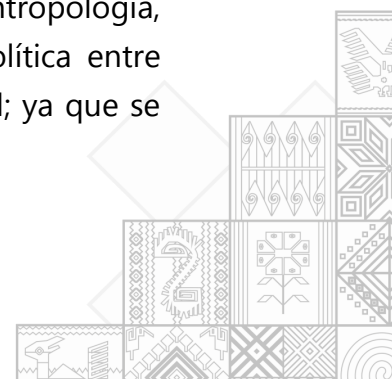 ntropología,
olítica entre
; ya que se